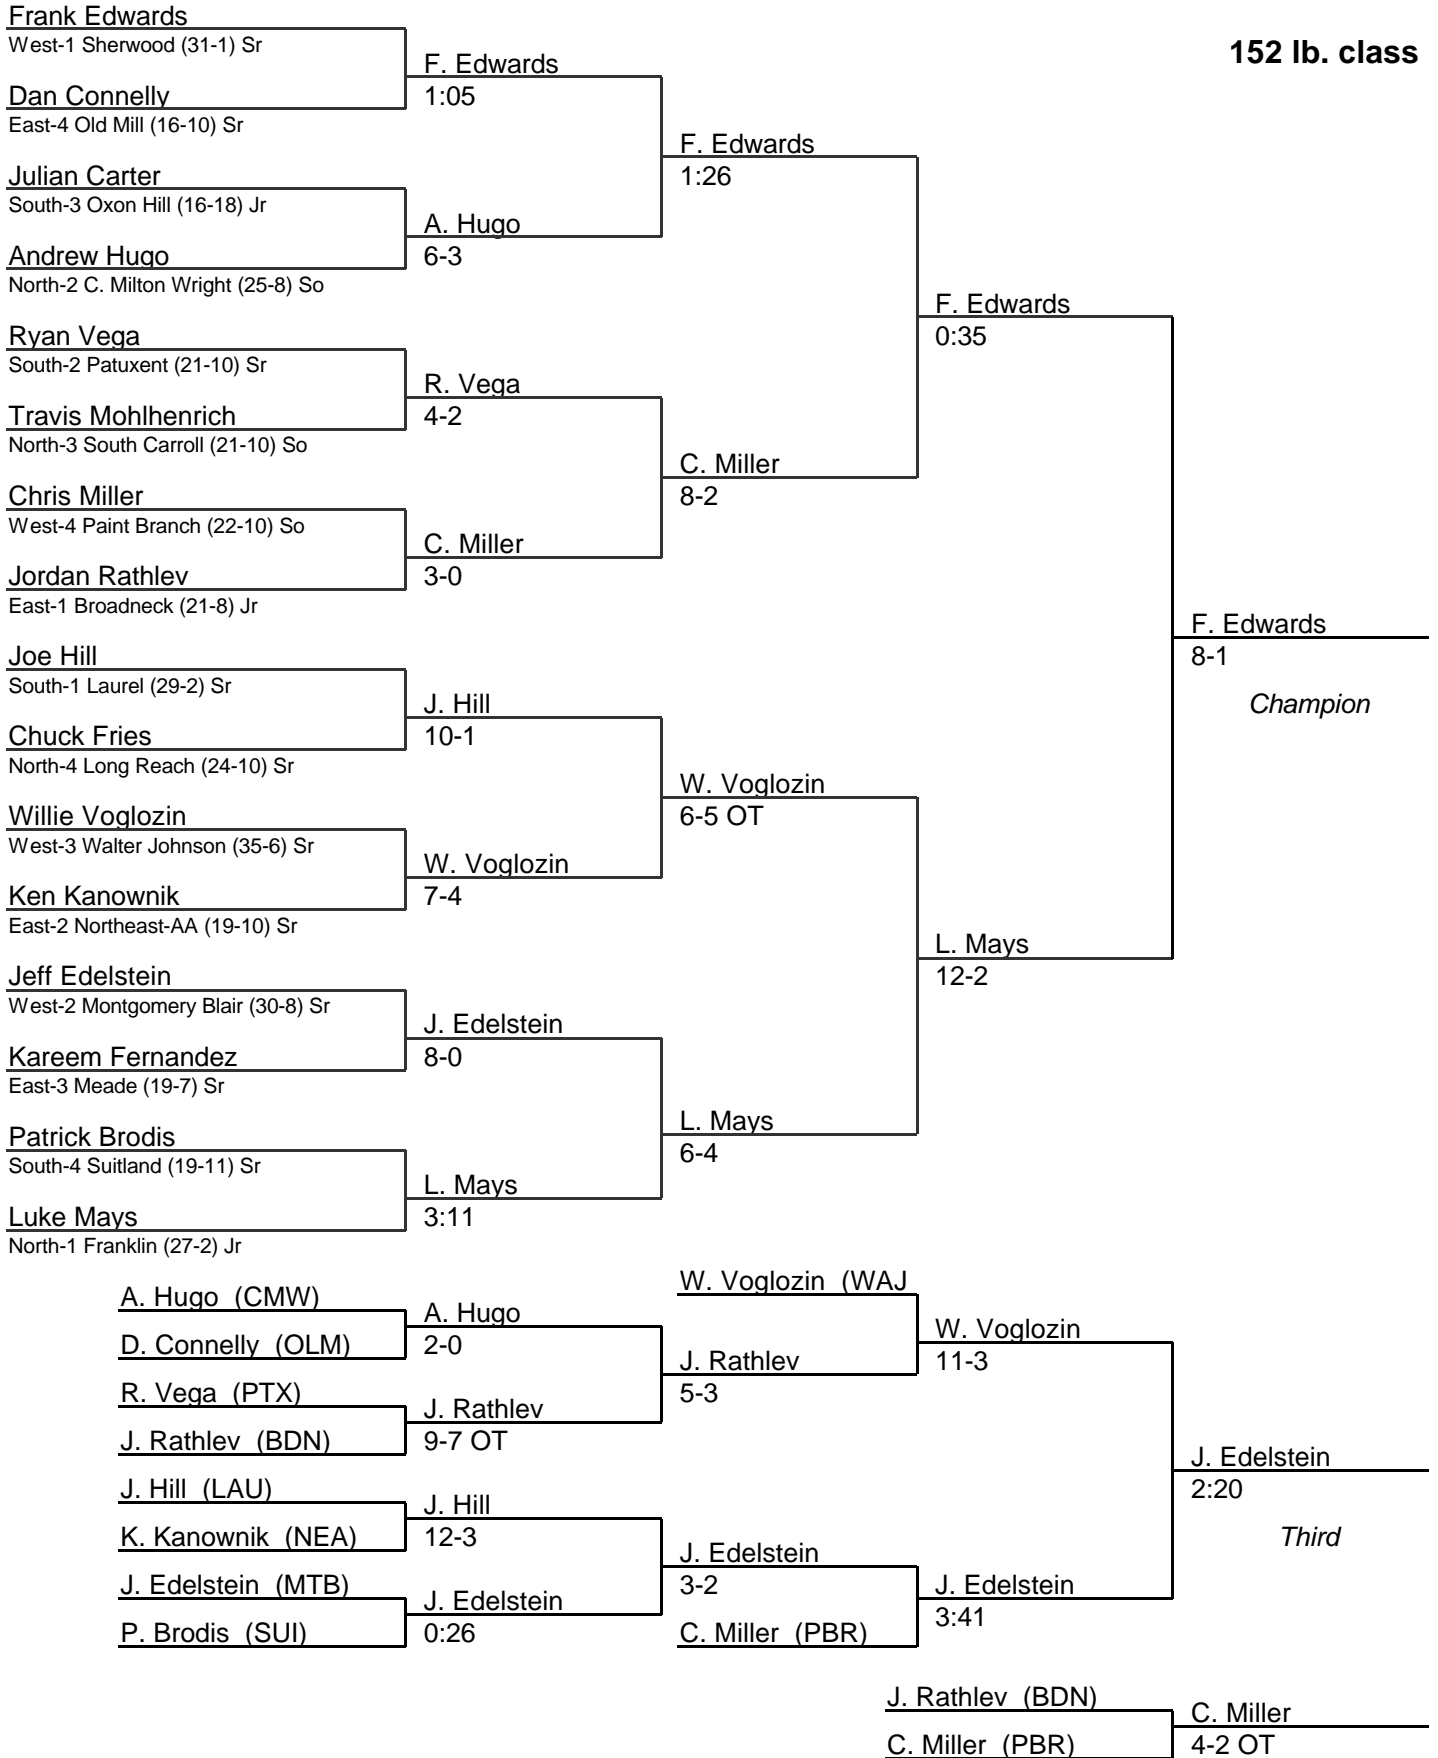 152 lb. class
Frank Edwards
West-1 Sherwood (31-1) Sr
F. Edwards
1:05
Dan Connelly
East-4 Old Mill (16-10) Sr
F. Edwards
1:26
Julian Carter
South-3 Oxon Hill (16-18) Jr
A. Hugo
6-3
Andrew Hugo
North-2 C. Milton Wright (25-8) So
F. Edwards
0:35
Ryan Vega
South-2 Patuxent (21-10) Sr
R. Vega
4-2
Travis Mohlhenrich
North-3 South Carroll (21-10) So
C. Miller
8-2
Chris Miller
West-4 Paint Branch (22-10) So
C. Miller
3-0
Jordan Rathlev
East-1 Broadneck (21-8) Jr
F. Edwards
8-1
Champion
Joe Hill
South-1 Laurel (29-2) Sr
J. Hill
10-1
Chuck Fries
North-4 Long Reach (24-10) Sr
W. Voglozin
6-5 OT
Willie Voglozin
West-3 Walter Johnson (35-6) Sr
W. Voglozin
7-4
Ken Kanownik
East-2 Northeast-AA (19-10) Sr
L. Mays
12-2
Jeff Edelstein
West-2 Montgomery Blair (30-8) Sr
J. Edelstein
8-0
Kareem Fernandez
East-3 Meade (19-7) Sr
L. Mays
6-4
Patrick Brodis
South-4 Suitland (19-11) Sr
L. Mays
3:11
Luke Mays
North-1 Franklin (27-2) Jr
A. Hugo (CMW)
A. Hugo
2-0
D. Connelly (OLM)
W. Voglozin (WAJ
W. Voglozin
11-3
J. Rathlev
5-3
R. Vega (PTX)
J. Rathlev
9-7 OT
J. Rathlev (BDN)
J. Edelstein
2:20
Third
J. Hill (LAU)
J. Hill
12-3
K. Kanownik (NEA)
J. Edelstein
3-2
J. Edelstein (MTB)
J. Edelstein
0:26
P. Brodis (SUI)
C. Miller (PBR)
J. Edelstein
3:41
J. Rathlev (BDN)
C. Miller
4-2 OT
C. Miller (PBR)